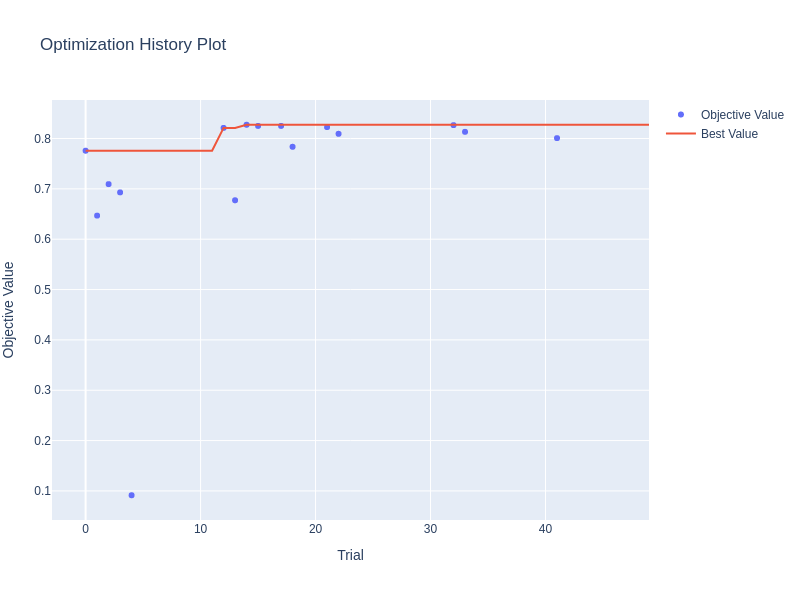 Optimization History Plot
Objective Value
Best Value
0.8
0.7
0.6
0.5
0.4
0.3
0.2
0.1
Objective Value
0
10
20
30
40
Trial